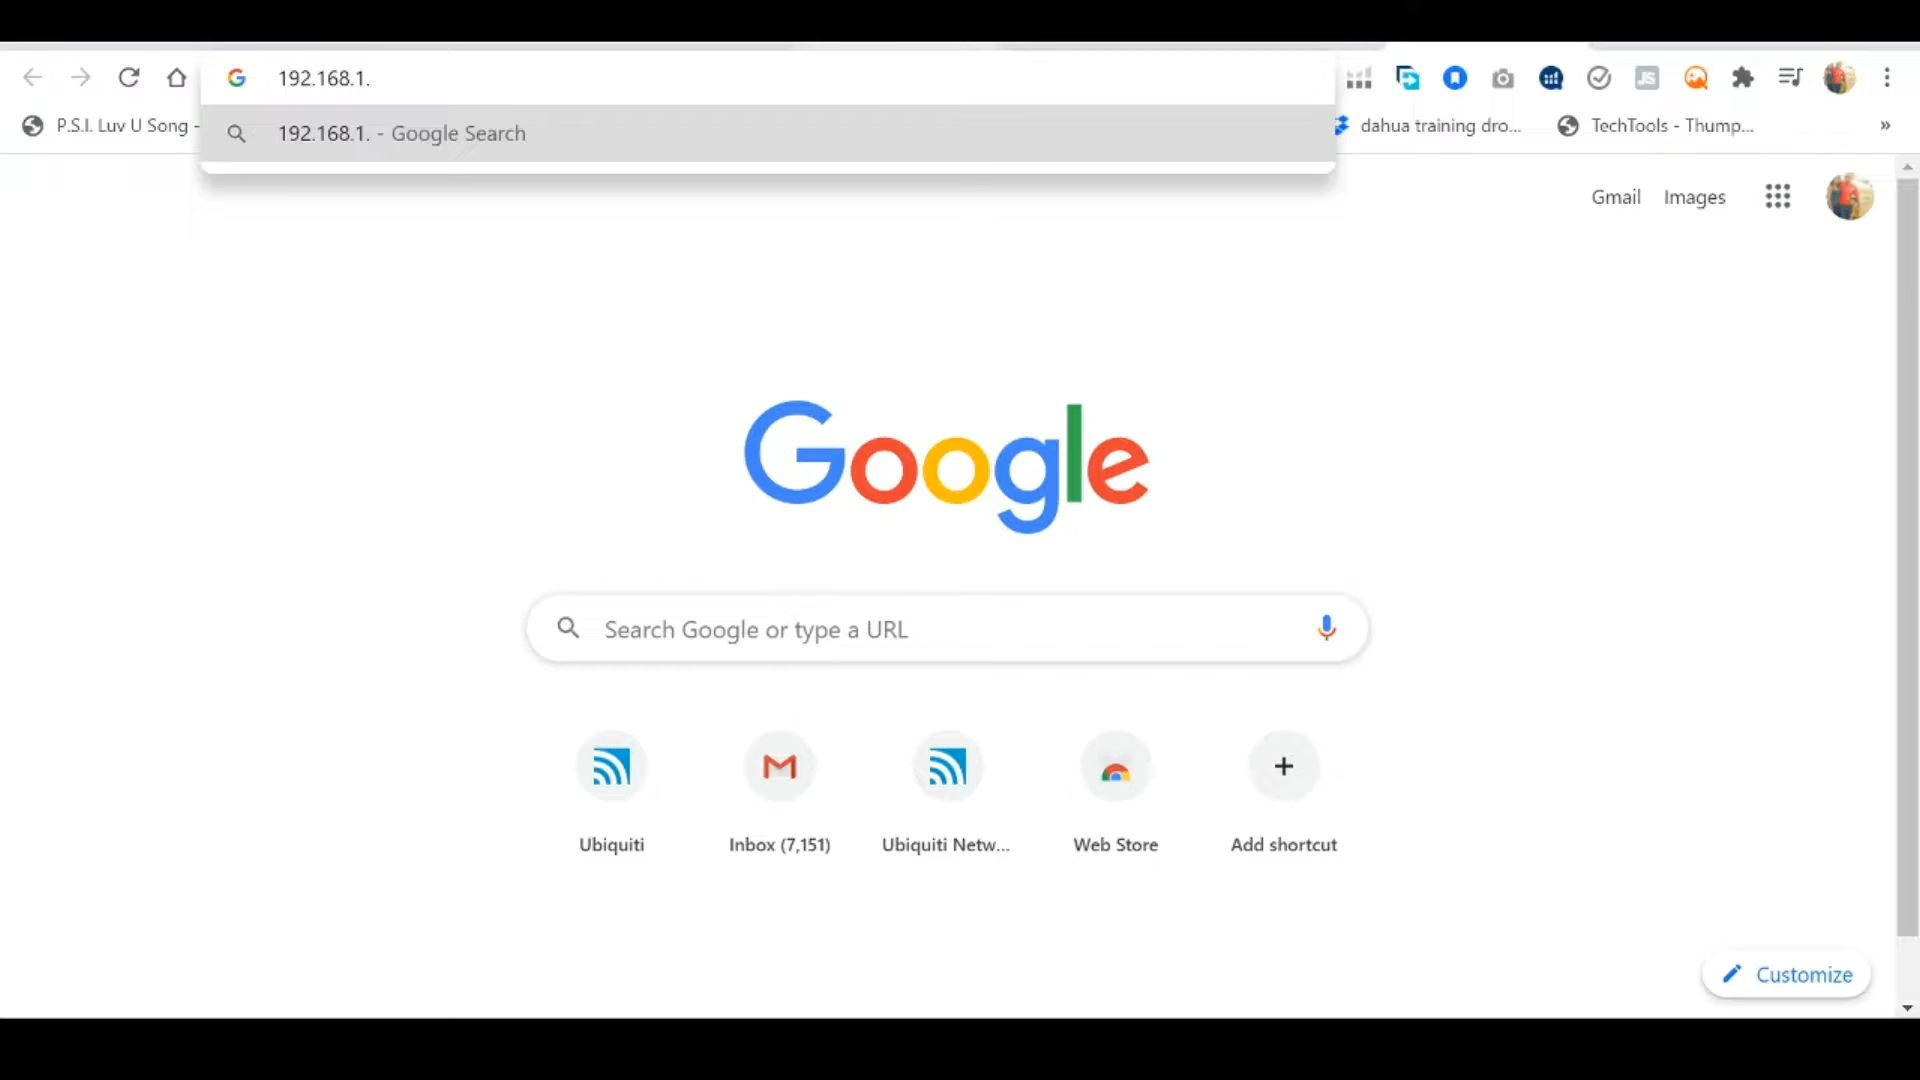 192.168.1.
192.168.1. - Google Search
P.S.I. Luv U Song -
dahua training dro...
TechTools - Thump...
»
Gmail
Images
Google
Search Google or type a URL
Ubiquiti
Inbox (7,151)
Ubiquiti Netw...
Web Store
Add shortcut
Customize